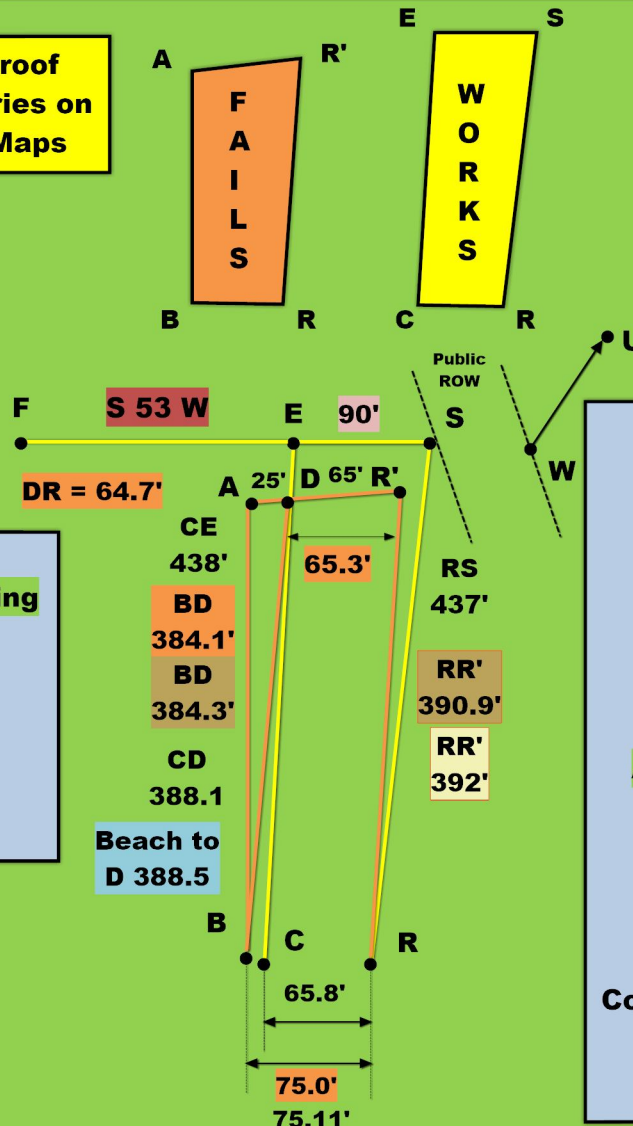 roof
ries on
Maps
A
R'
F
A
I
L
S
B
R
E
S
W
O
R
K
S
C
R
Public
ROW
U
F
S 53 W
E
90'
S
W
DR = 64.7'
A
25'
D
65'
R'
CE
438'
65.3'
RS
437'
ing
BD
384.1'
BD
384.3'
RR'
390.9'
RR'
392'
CD
388.1
Beach to
D 388.5
B
C
R
65.8'
Co
75.0'
75.11'